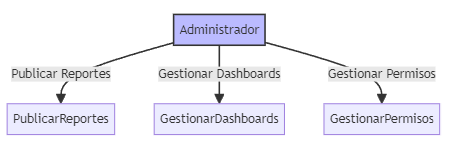 Administrador
Publicar Reportes
Gestionar Dashboards
Gestionar Permisos
PublicarReportes
GestionarDashboards
GestionarPermisos